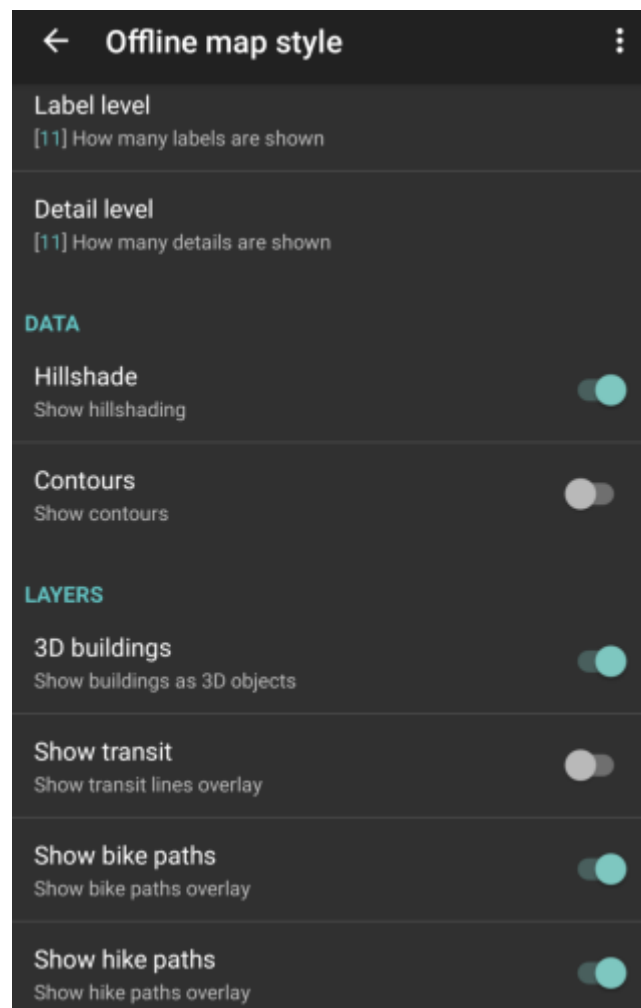 Offline map style
Label level
[11] How many labels are shown
Detail level
[11] How many details are shown
DATA
Hillshade
Show hillshading
Contours
Show contours
LAYERS
3D buildings
Show buildings as 3D objects
Show transit
Show transit lines overlay
Show bike paths
Show bike paths overlay
Show hike paths
Show hike paths overlay